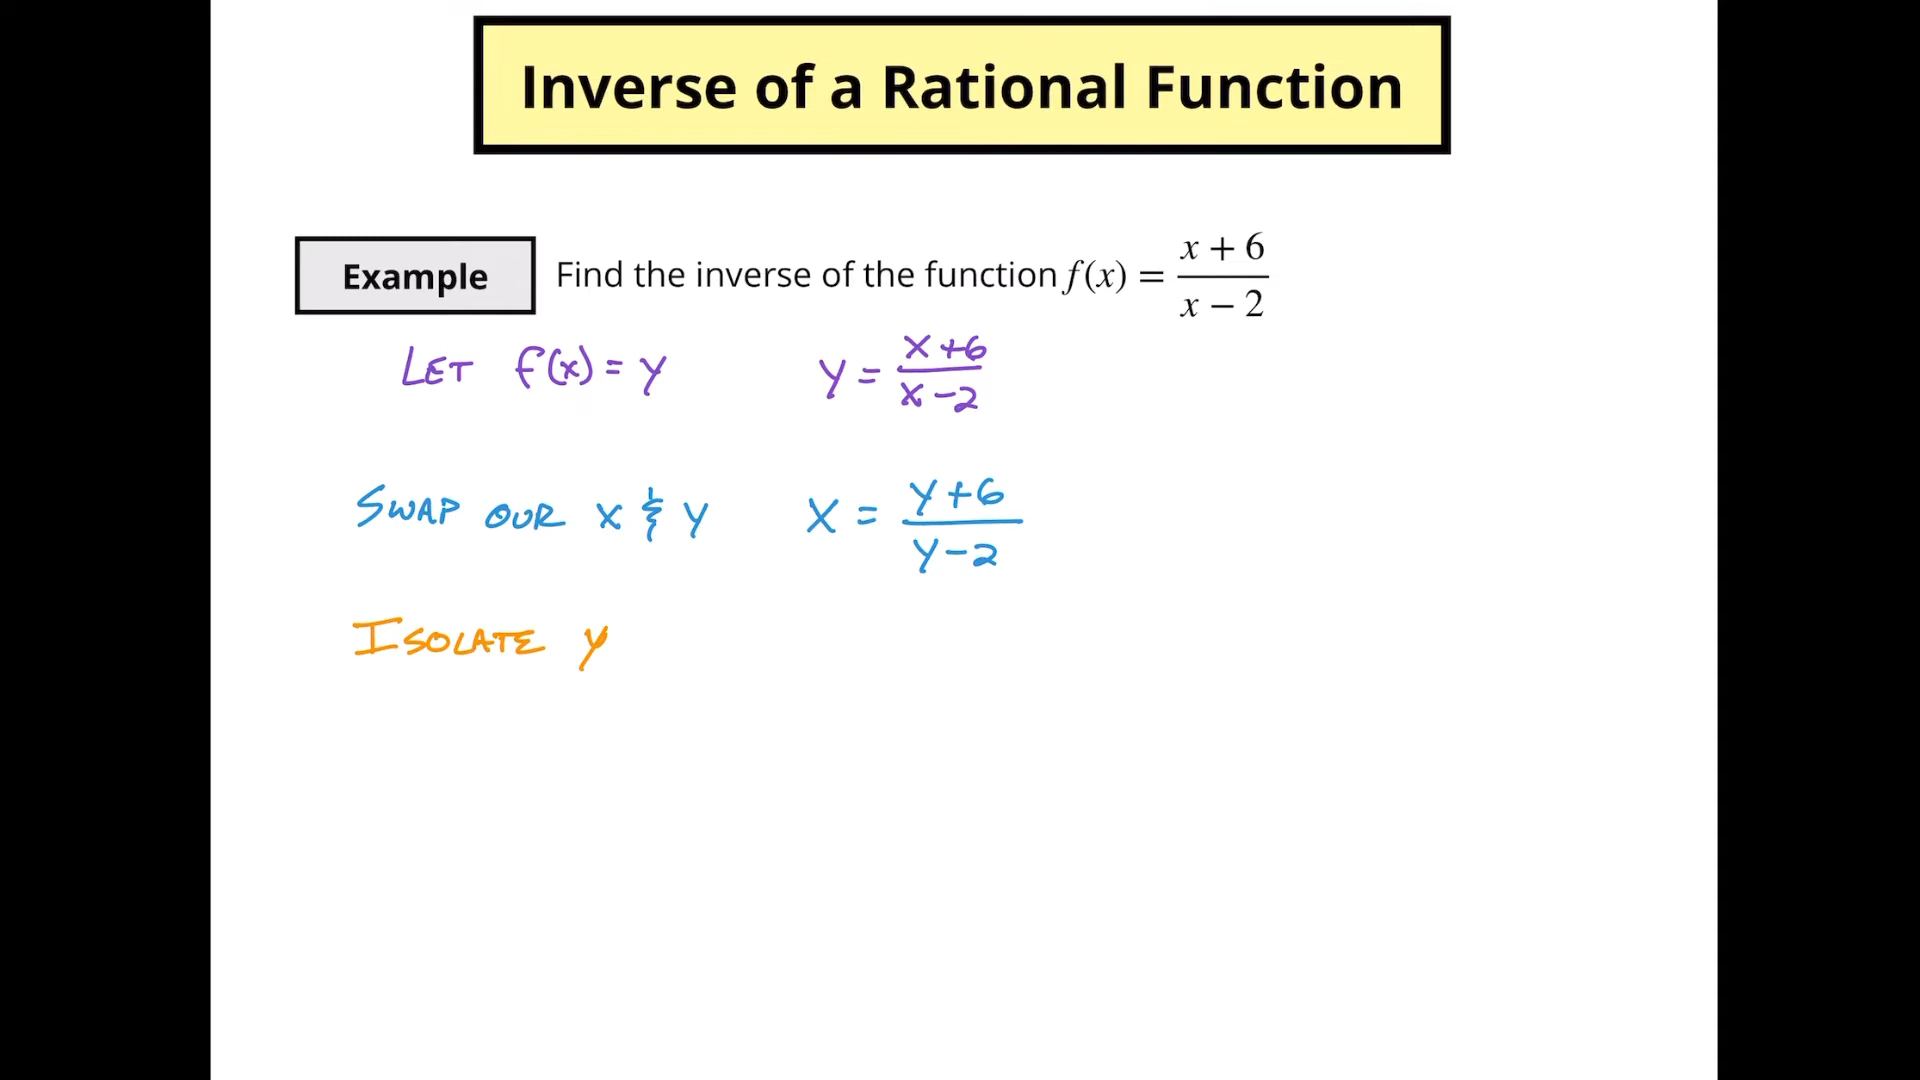 Inverse of a Rational Function
Example Find the inverse of the function f(x) = (x + 6)/(x − 2)
LET f(x) = y y = (x+6)/(x-2)
SWAP OUR x & y x = (y+6)/(y-2)
ISOLATE y